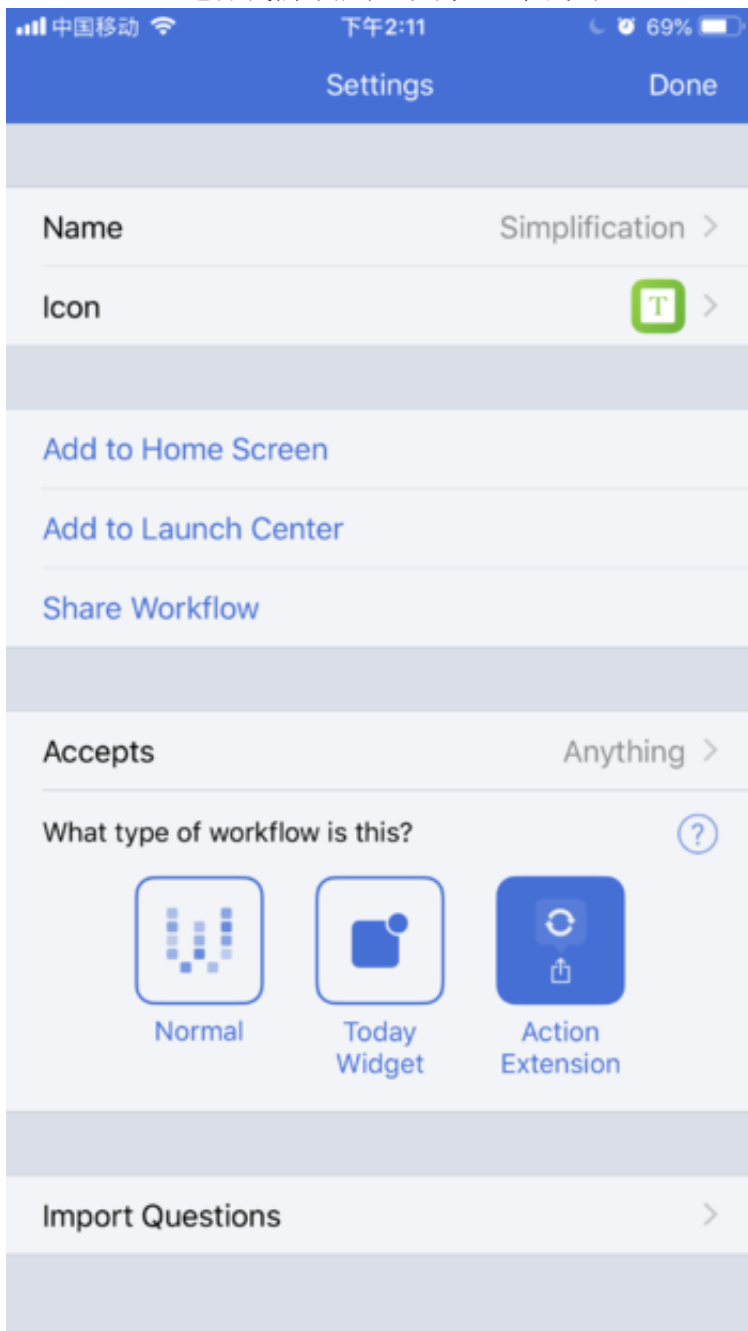 中国移动 下午2:11 69%
Settings Done
Name Simplification
Icon T
Add to Home Screen
Add to Launch Center
Share Workflow
Accepts Anything
What type of workflow is this? ?
Normal Today Widget Action Extension
Import Questions